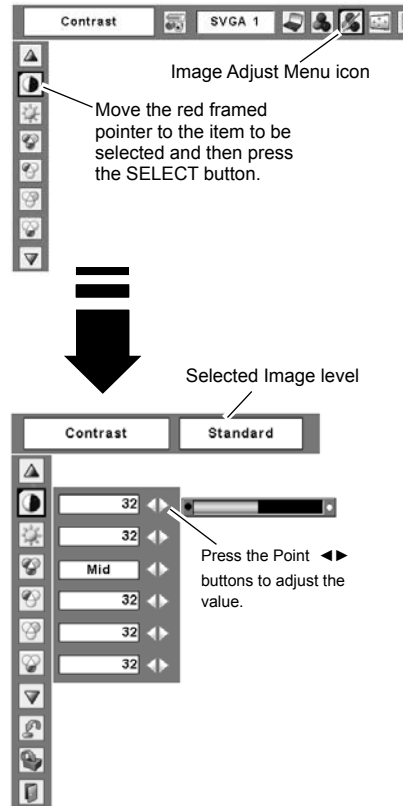 Contrast
SVGA 1
Image Adjust Menu icon
Move the red framed
pointer to the item to be
selected and then press
the SELECT button.
Selected Image level
Contrast
Standard
32
32
Mid
32
32
32
Press the Point ◄►
buttons to adjust the
value.